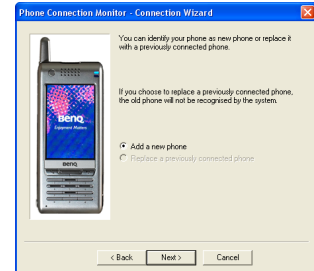 Phone Connection Monitor - Connection Wizard
You can identify your phone as new phone or replace it
with a previously connected phone.
If you choose to replace a previously connected phone,
the old phone will not be recognised by the system.
BenQ
Enjoyment Matters
BenQ
Add a new phone
Replace a previously connected phone
< Back
Next >
Cancel